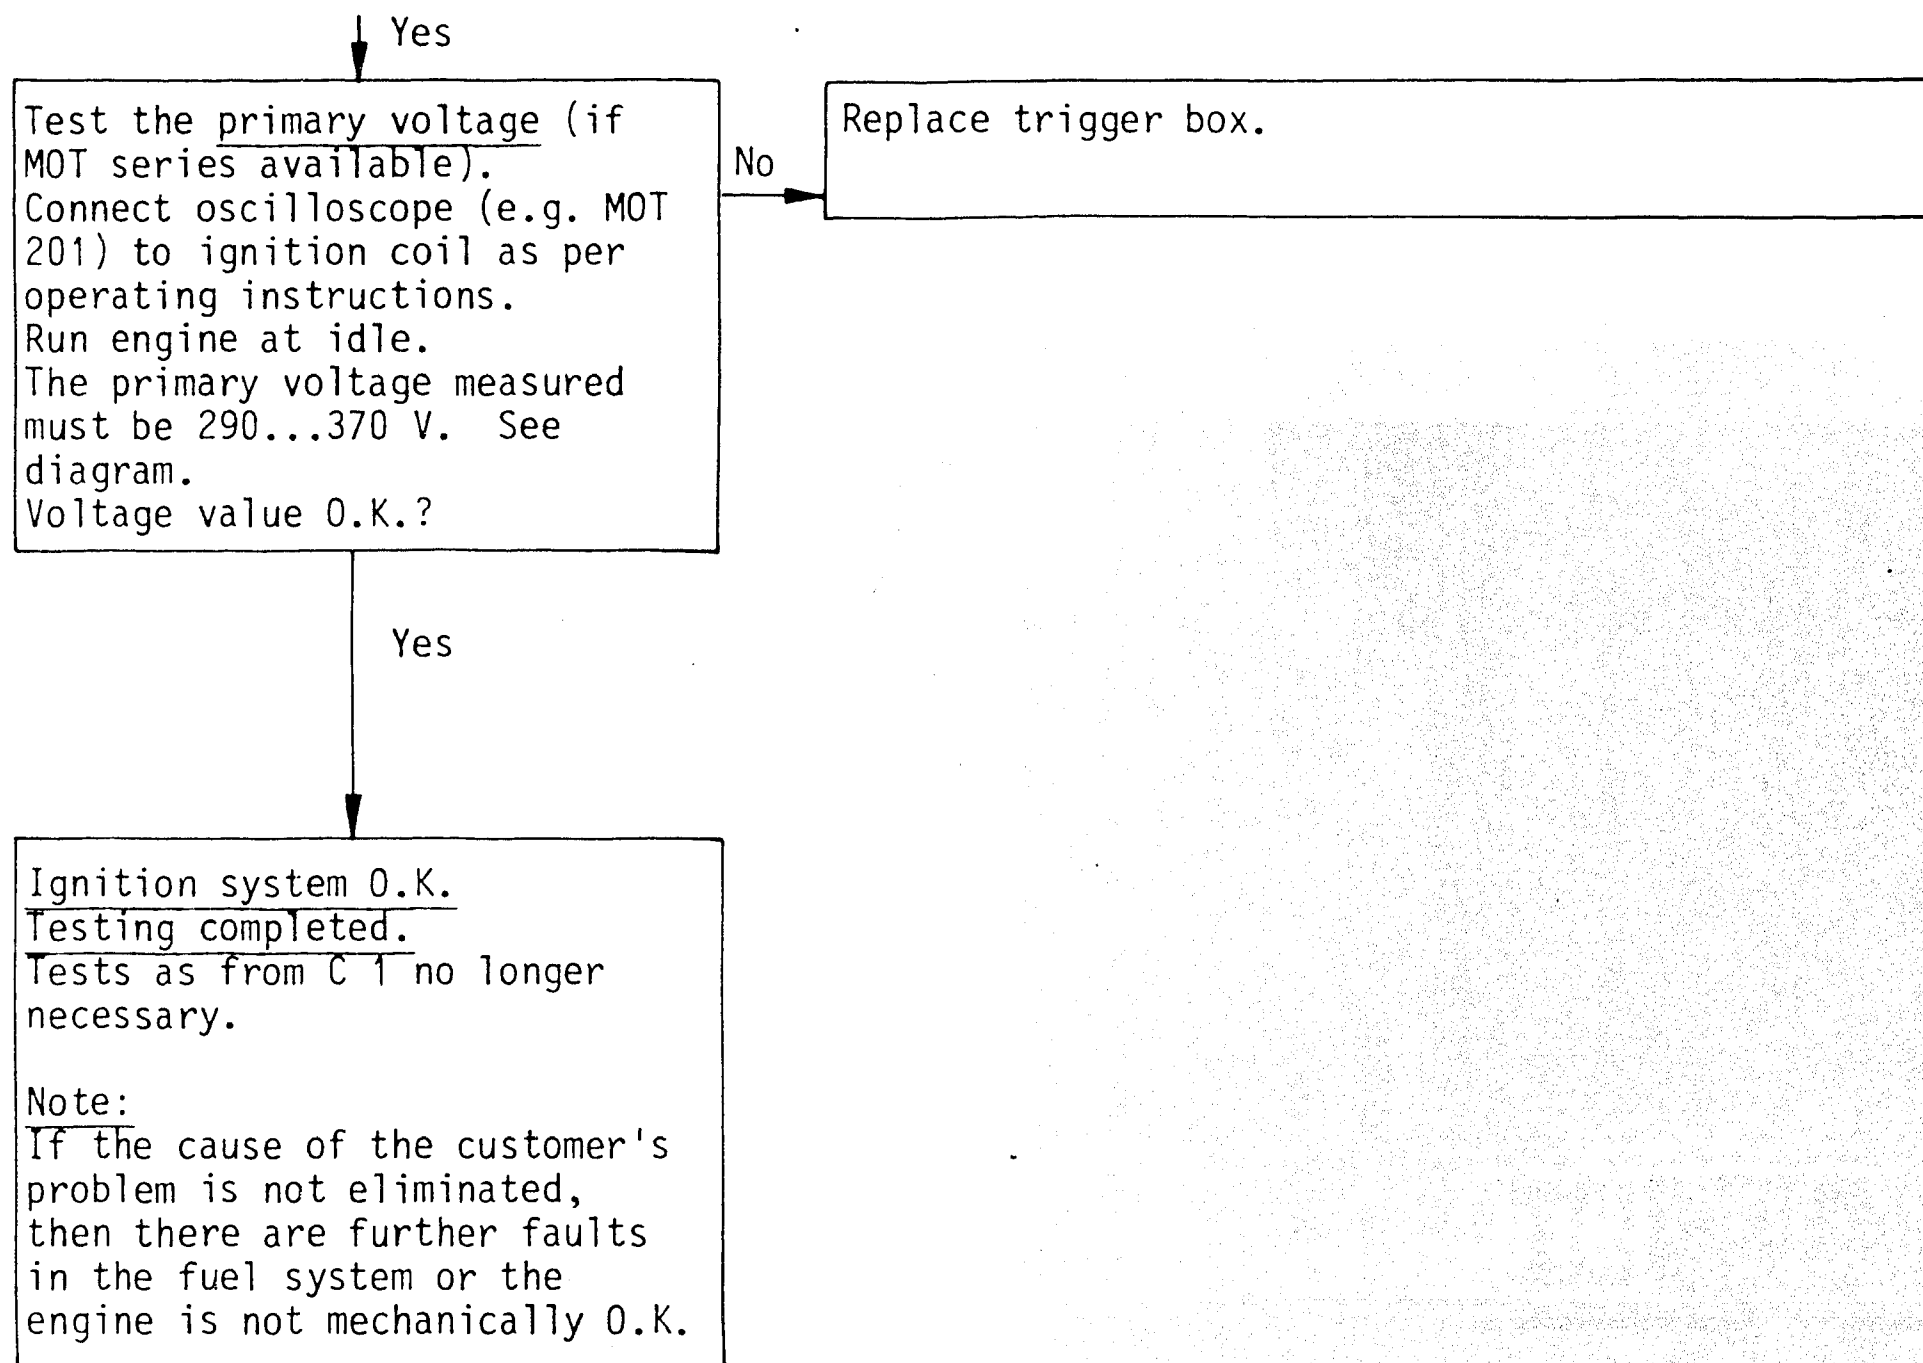 Yes
Test the primary voltage (if
MOT series available).
Connect oscilloscope (e.g. MOT
201) to ignition coil as per
operating instructions.
Run engine at idle.
The primary voltage measured
must be 290...370 V. See
diagram.
Voltage value O.K.?
No
Replace trigger box.
Yes
Ignition system O.K.
Testing completed.
Tests as from C 1 no longer
necessary.
Note:
If the cause of the customer's
problem is not eliminated,
then there are further faults
in the fuel system or the
engine is not mechanically O.K.